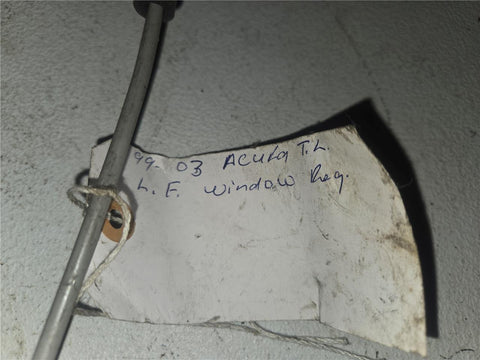 '99-03 Acura T.L.
L. F. window Reg.